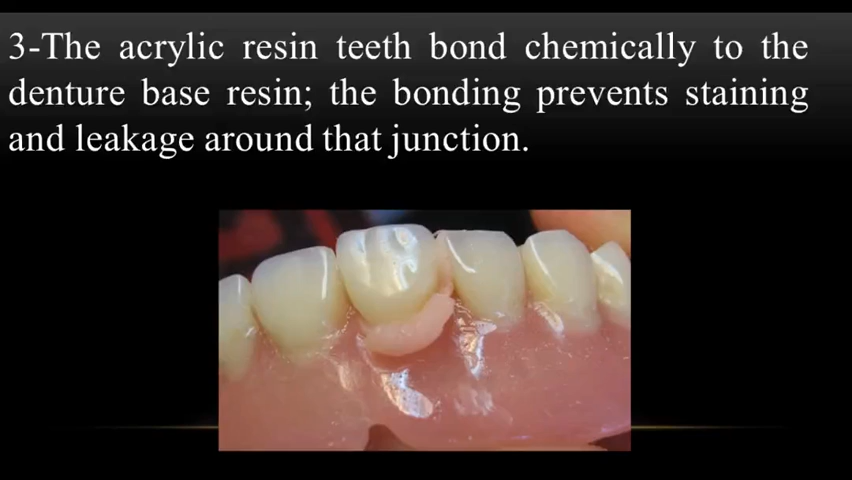 3-The acrylic resin teeth bond chemically to the
denture base resin; the bonding prevents staining
and leakage around that junction.